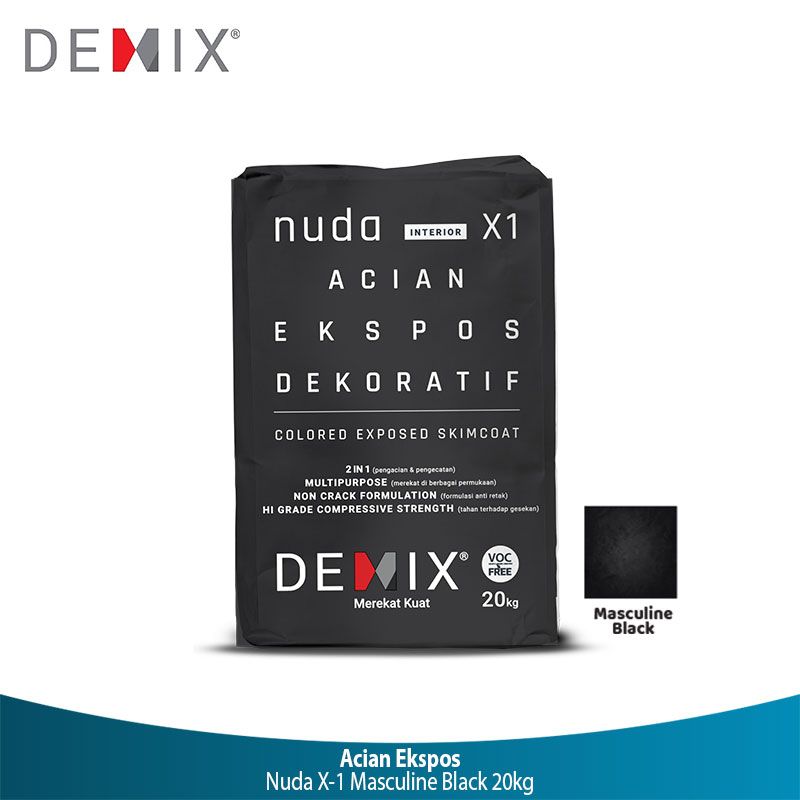 DEMIX®
nuda INTERIOR X1
ACIAN
EKSPOS
DEKORATIF
COLORED EXPOSED SKIMCOAT
2 IN 1 (pengacian & pengecatan)
MULTIPURPOSE (merekat di berbagai permukaan)
NON CRACK FORMULATION (formulasi anti retak)
HI GRADE COMPRESSIVE STRENGTH (tahan terhadap gesekan)
DEMIX®
VOC
FREE
Merekat Kuat
20kg
Masculine
Black
Acian Ekspos
Nuda X-1 Masculine Black 20kg